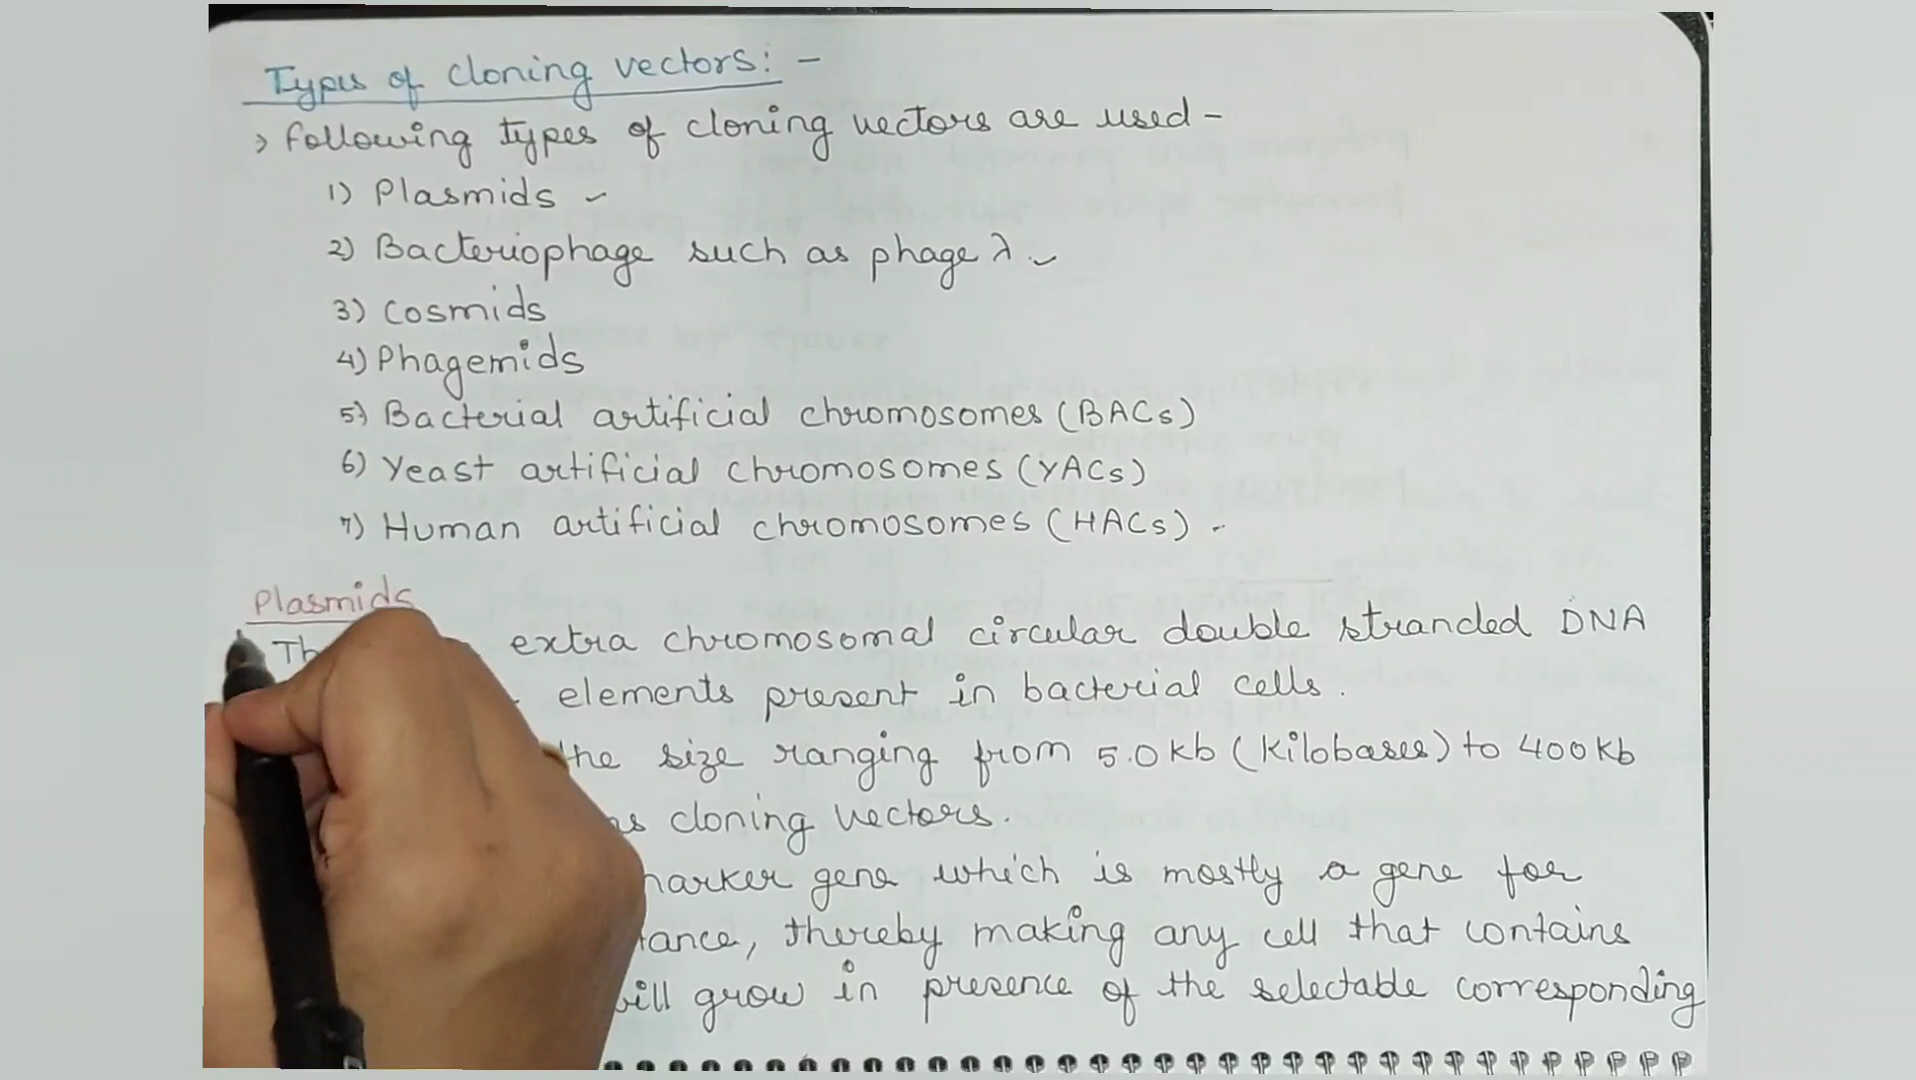 Types of cloning vectors: -
> Following types of cloning vectors are used -
1) Plasmids
2) Bacteriophage such as phage λ.
3) Cosmids
4) Phagemids
5) Bacterial artificial chromosomes (BACs)
6) Yeast artificial chromosomes (YACs)
7) Human artificial chromosomes (HACs)
Plasmids
extra chromosomal circular double stranded DNA
elements present in bacterial cells.
the size ranging from 5.0 kb (kilobases) to 400 kb
as cloning vectors.
marker gene which is mostly a gene for
tance, thereby making any cell that contains
will grow in presence of the selectable corresponding